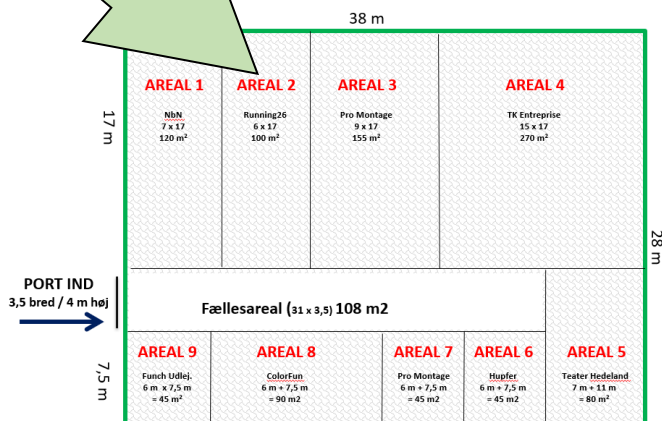 38 m
AREAL 1
NbN
7 x 17
120 m²
AREAL 2
Running26
6 x 17
100 m²
AREAL 3
Pro Montage
9 x 17
155 m²
AREAL 4
TK Entreprise
15 x 17
270 m²
17 m
28 m
PORT IND
3,5 bred / 4 m høj
Fællesareal (31 x 3,5) 108 m2
7,5 m
AREAL 9
Funch Udlej.
6 m x 7,5 m
= 45 m²
AREAL 8
ColorFun
6 m + 7,5 m
= 90 m2
AREAL 7
Pro Montage
6 m + 7,5 m
= 45 m2
AREAL 6
Hupfer
6 m + 7,5 m
= 45 m2
AREAL 5
Teater Hedeland
7 m + 11 m
= 80 m²